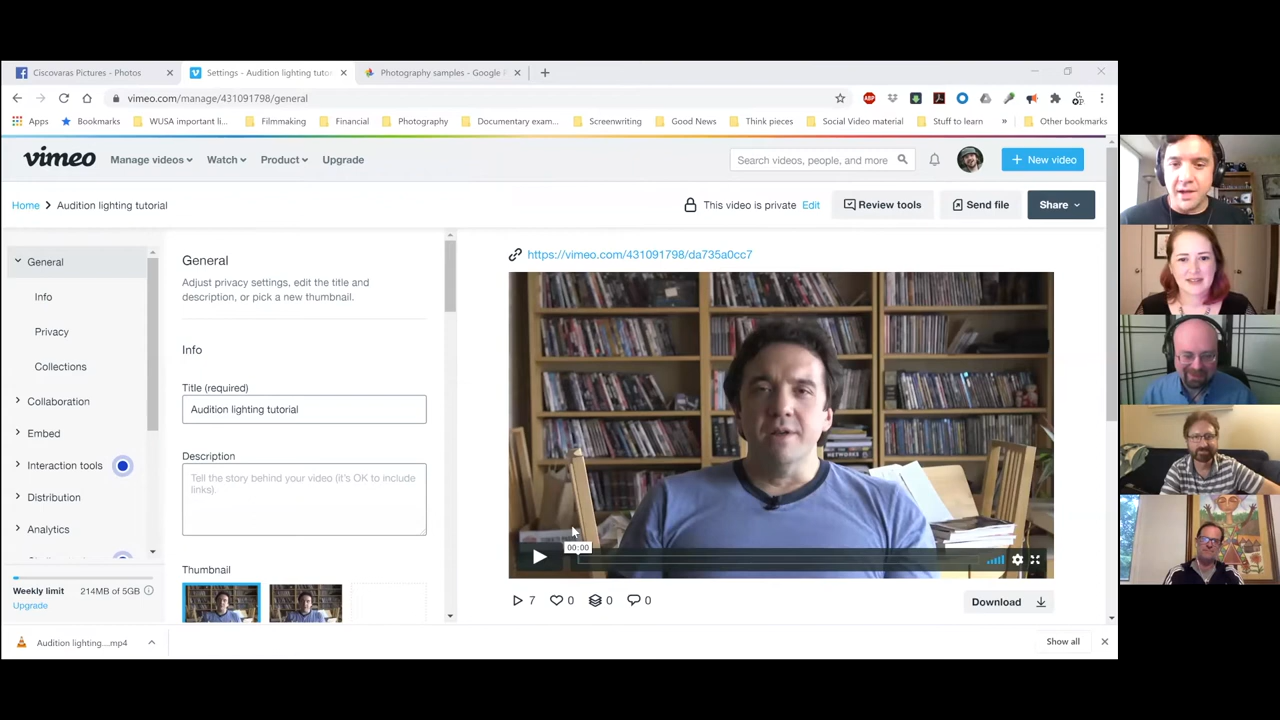 Ciscovaras Pictures - Photos
Settings - Audition lighting tutor
Photography samples - Google F
vimeo.com/manage/431091798/general
ABP
Apps Bookmarks WUSA important li... Filmmaking Financial Photography Documentary exam... Screenwriting Good News Think pieces Social Video material Stuff to learn » Other bookmarks
vimeo Manage videos Watch Product Upgrade Search videos, people, and more + New video
Home > Audition lighting tutorial This video is private Edit Review tools Send file Share
General
Info
Privacy
Collections
Collaboration
Embed
Interaction tools
Distribution
Analytics
Weekly limit 214MB of 5GB
Upgrade
General
Adjust privacy settings, edit the title and
description, or pick a new thumbnail.
Info
Title (required)
Audition lighting tutorial
Description
Tell the story behind your video (it's OK to include
links).
Thumbnail
https://vimeo.com/431091798/da735a0cc7
NETWORKS
00:00
7 0 0 0
Download
Audition lighting....mp4
Show all